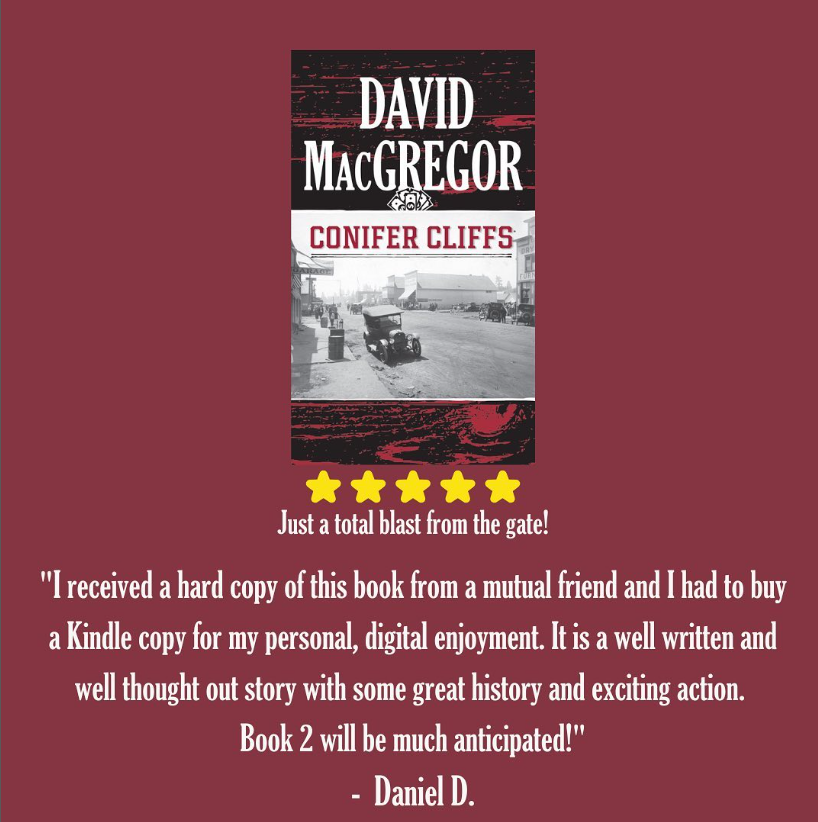 DAVID
MACGREGOR
CONIFER CLIFFS
GARAGE
Just a total blast from the gate!
"I received a hard copy of this book from a mutual friend and I had to buy
a Kindle copy for my personal, digital enjoyment. It is a well written and
well thought out story with some great history and exciting action.
Book 2 will be much anticipated!"
- Daniel D.